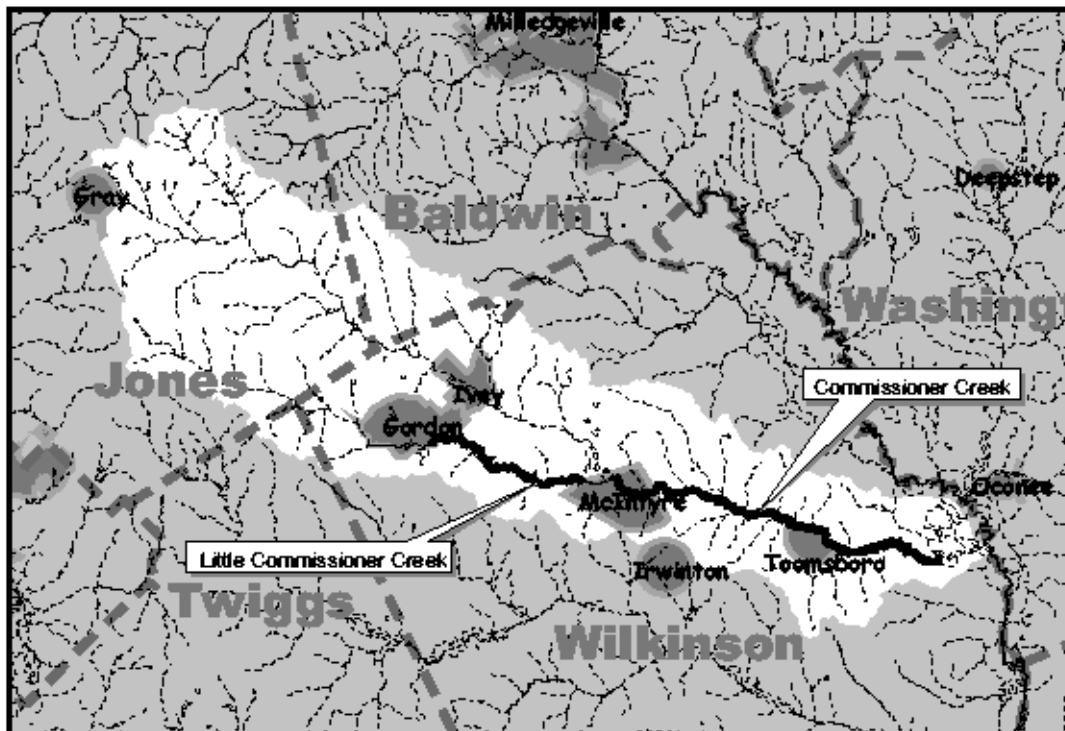 Milledgeville
Deepstep
Gray
Baldwin
Washingt
Jones
Commissioner Creek
Ivey
Gordon
McIntyre
Oconee
Little Commissioner Creek
Irwinton
Toomsboro
Twiggs
Wilkinson